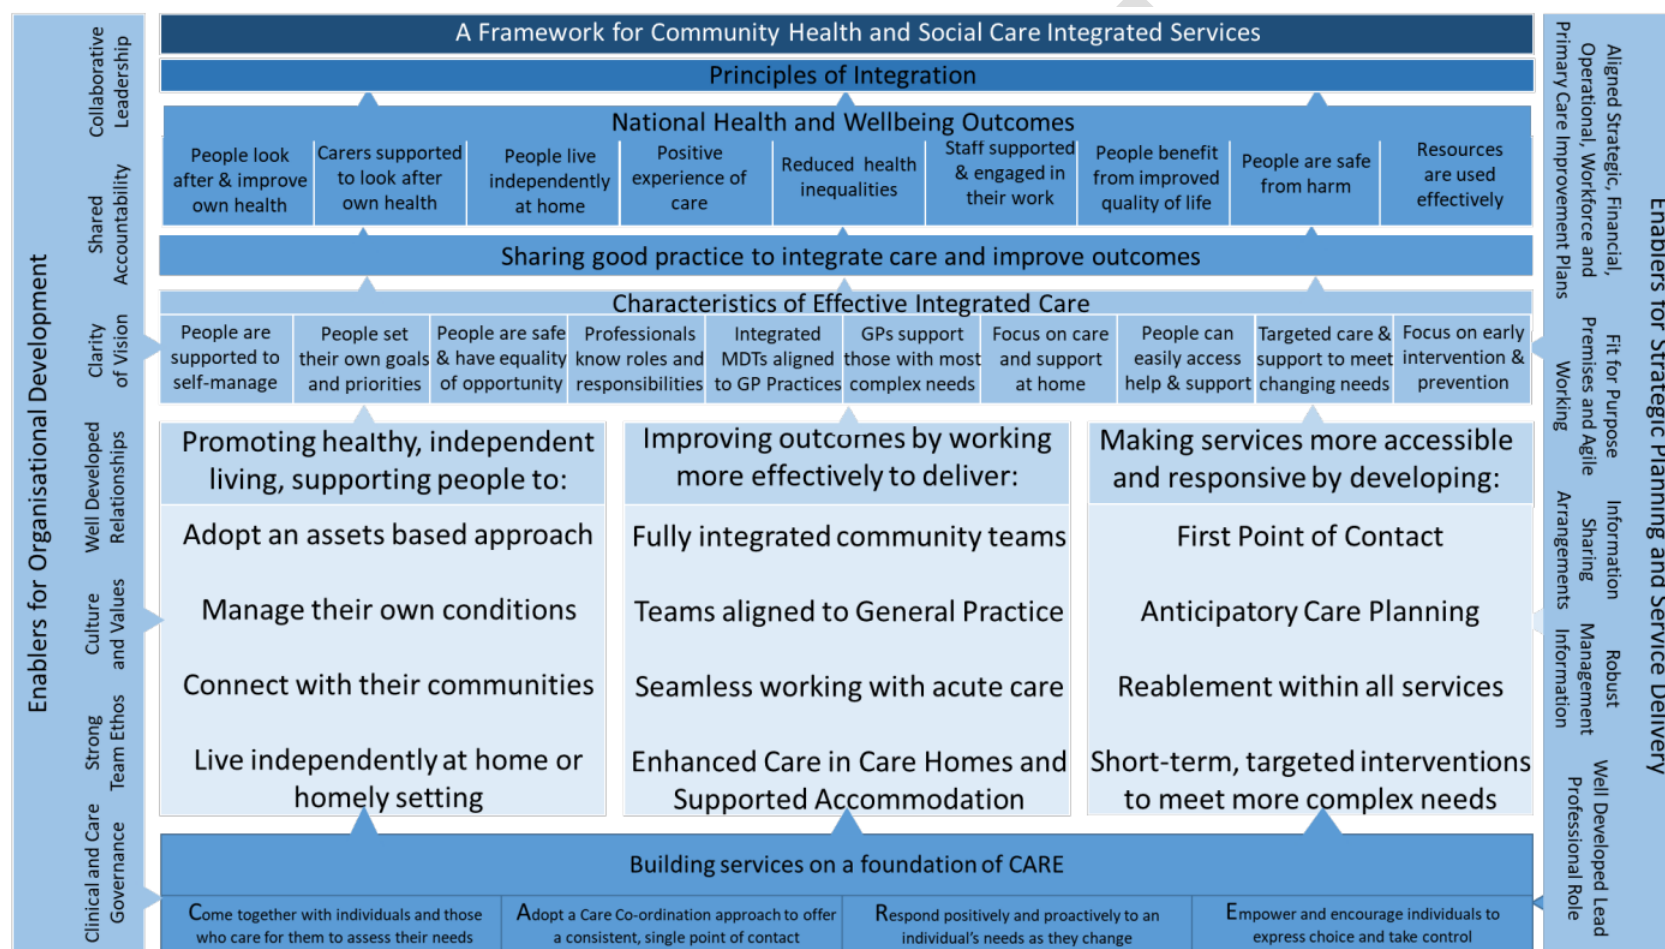 A Framework for Community Health and Social Care Integrated Services
Principles of Integration
National Health and Wellbeing Outcomes
People look
after & improve
own health
Carers supported
to look after
own health
People live
independently
at home
Positive
experience of
care
Reduced health
inequalities
Staff supported
& engaged in
their work
People benefit
from improved
quality of life
People are safe
from harm
Resources
are used
effectively
Sharing good practice to integrate care and improve outcomes
Characteristics of Effective Integrated Care
People are
supported to
self-manage
People set
their own goals
and priorities
People are safe
& have equality
of opportunity
Professionals
know roles and
responsibilities
Integrated
MDTs aligned
to GP Practices
GPs support
those with most
complex needs
Focus on care
and support
at home
People can
easily access
help & support
Targeted care &
support to meet
changing needs
Focus on early
intervention &
prevention
Promoting healthy, independent
living, supporting people to:
Adopt an assets based approach
Manage their own conditions
Connect with their communities
Live independently at home or
homely setting
Improving outcomes by working
more effectively to deliver:
Fully integrated community teams
Teams aligned to General Practice
Seamless working with acute care
Enhanced Care in Care Homes and
Supported Accommodation
Making services more accessible
and responsive by developing:
First Point of Contact
Anticipatory Care Planning
Reablement within all services
Short-term, targeted interventions
to meet more complex needs
Building services on a foundation of CARE
Come together with individuals and those
who care for them to assess their needs
Adopt a Care Co-ordination approach to offer
a consistent, single point of contact
Respond positively and proactively to an
individual's needs as they change
Empower and encourage individuals to
express choice and take control
Enablers for Organisational Development
Collaborative
Leadership
Shared
Accountability
Clarity
of Vision
Well Developed
Relationships
Culture
and Values
Strong
Team Ethos
Clinical and Care
Governance
Enablers for Strategic Planning and Service Delivery
Aligned Strategic, Financial,
Operational, Workforce and
Primary Care Improvement Plans
Fit for Purpose
Premises and Agile
Working
Information
Sharing
Arrangements
Robust
Management
Information
Well Developed Lead
Professional Role